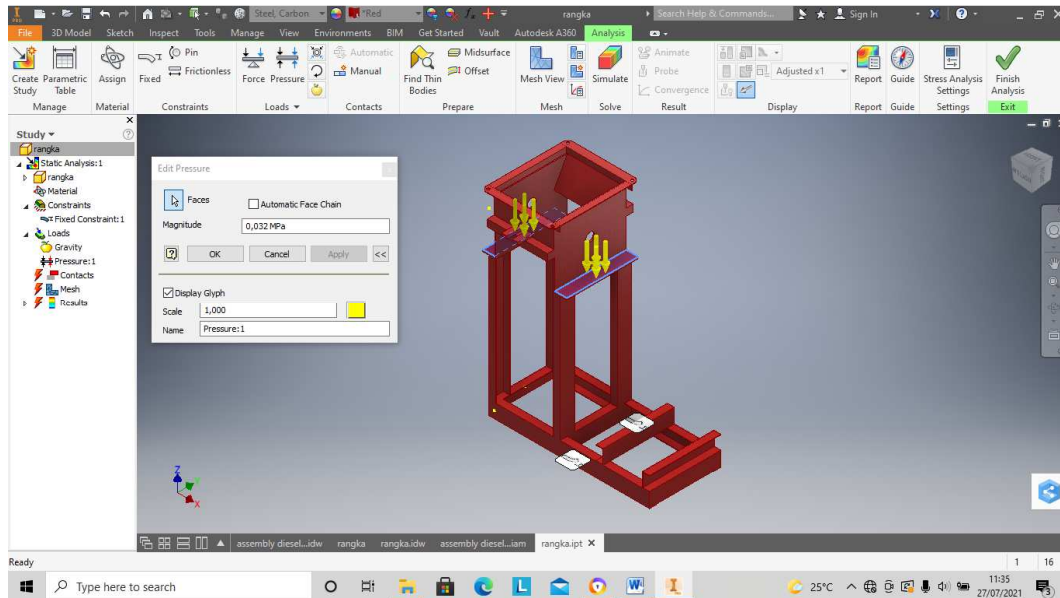 I PRO Steel, Carbon *Red fx rangka Search Help & Commands... Sign In
File 3D Model Sketch Inspect Tools Manage View Environments BIM Get Started Vault Autodesk A360 Analysis
Create Study Parametric Table Assign Fixed Pin Frictionless Force Pressure Automatic Manual Find Thin Bodies Midsurface Offset Mesh View Simulate Animate Probe Convergence Adjusted x1 Report Guide Stress Analysis Settings Finish Analysis
Manage Material Constraints Loads Contacts Prepare Mesh Solve Result Display Report Guide Settings Exit
Study
rangka
Static Analysis:1
rangka
Material
Constraints
Fixed Constraint:1
Loads
Gravity
Pressure:1
Contacts
Mesh
Results
Edit Pressure
Faces Automatic Face Chain
Magnitude 0,032 MPa
OK Cancel Apply <<
Display Glyph
Scale 1,000
Name Pressure:1
Z
Y
X
assembly diesel...idw rangka rangka.idw assembly diesel...iam rangka.ipt X
Ready 1 16
Type here to search L W I 25°C 11:35
27/07/2021 3